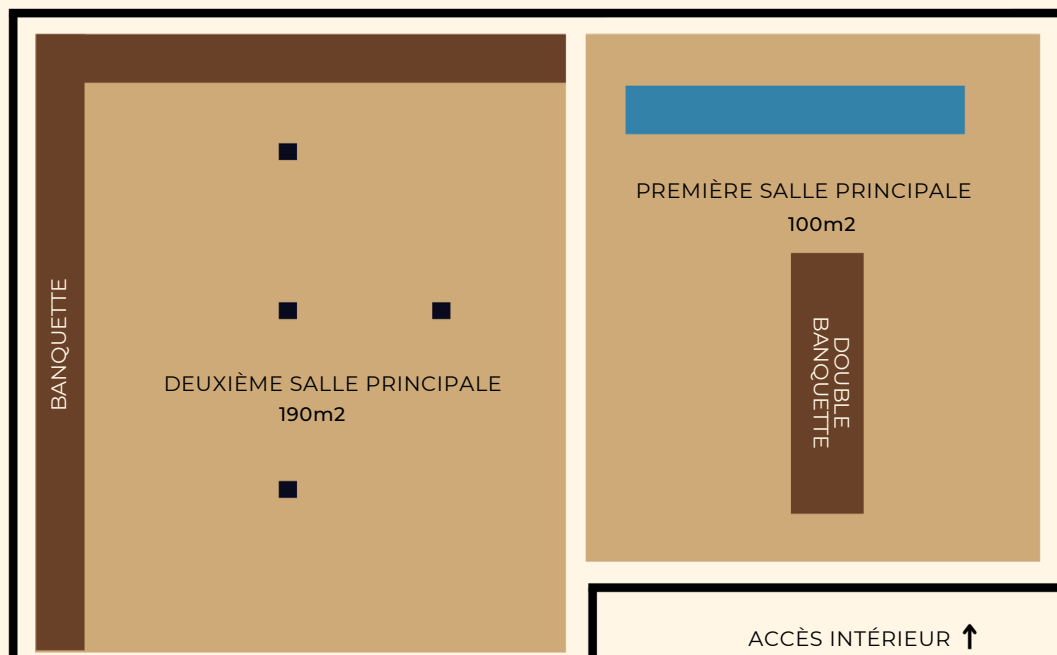 BANQUETTE
DEUXIÈME SALLE PRINCIPALE
190m2
PREMIÈRE SALLE PRINCIPALE
100m2
DOUBLE
BANQUETTE
ACCÈS INTÉRIEUR ↑